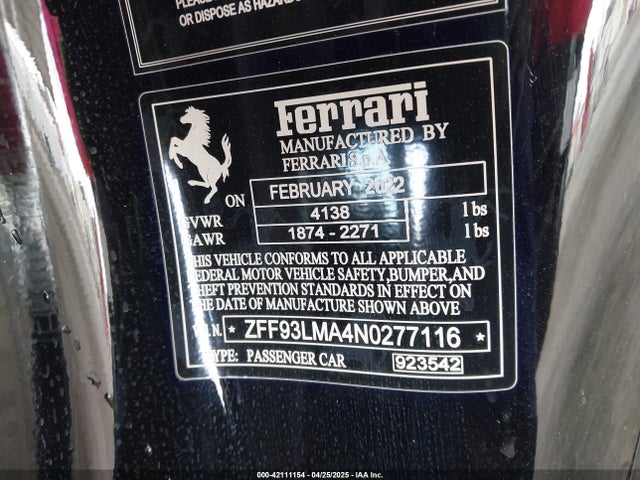 OR DISPOSE AS HAZARDO
Ferrari
MANUFACTURED BY
FERRARI S.p.A.
ON FEBRUARY 2022
GVWR 4138 lbs
GAWR 1874 - 2271 lbs
THIS VEHICLE CONFORMS TO ALL APPLICABLE
FEDERAL MOTOR VEHICLE SAFETY,BUMPER,AND
THEFT PREVENTION STANDARDS IN EFFECT ON
THE DATE OF MANUFACTURE SHOWN ABOVE
V.I.N. * ZFF93LMA4N0277116 *
TYPE: PASSENGER CAR 923542
000-42111154 | 04/25/2025 - IAA Inc.